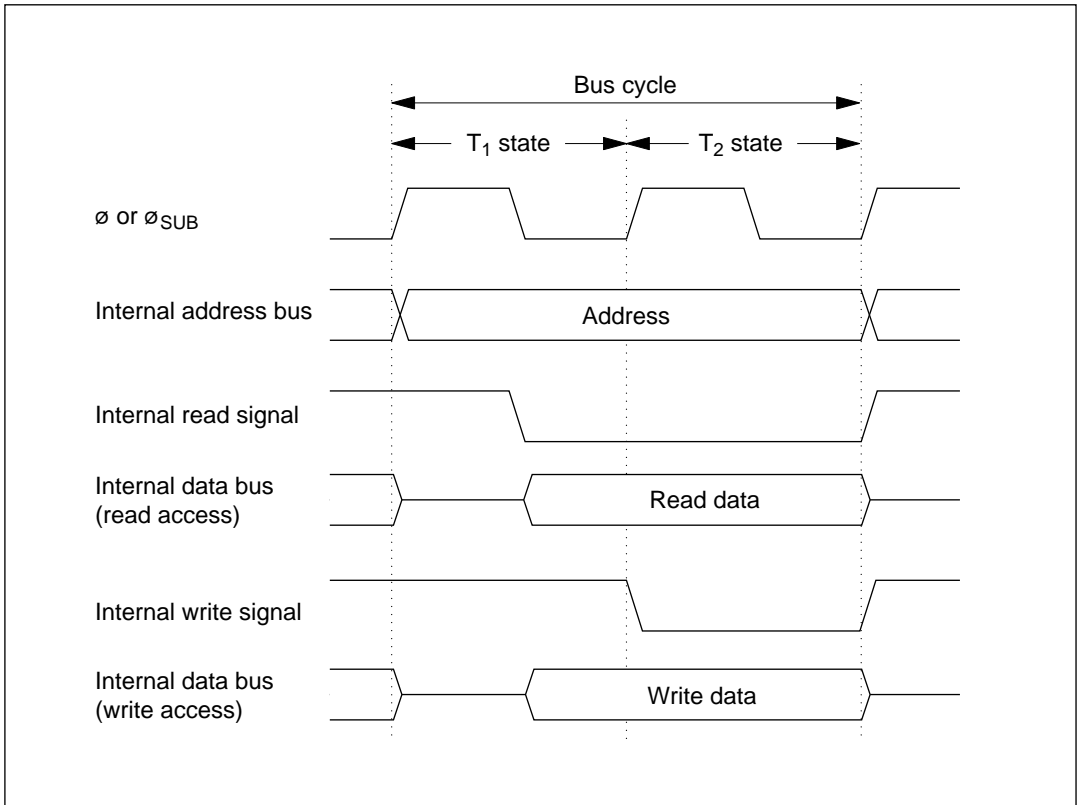 Bus cycle
T₁ state
T₂ state
ø or øSUB
Internal address bus
Address
Internal read signal
Internal data bus
(read access)
Read data
Internal write signal
Internal data bus
(write access)
Write data